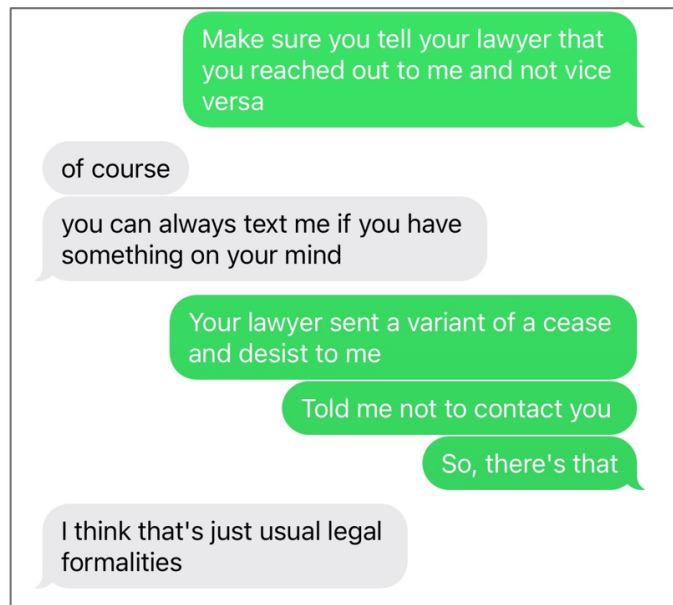 Make sure you tell your lawyer that
you reached out to me and not vice
versa
of course
you can always text me if you have
something on your mind
Your lawyer sent a variant of a cease
and desist to me
Told me not to contact you
So, there's that
I think that's just usual legal
formalities